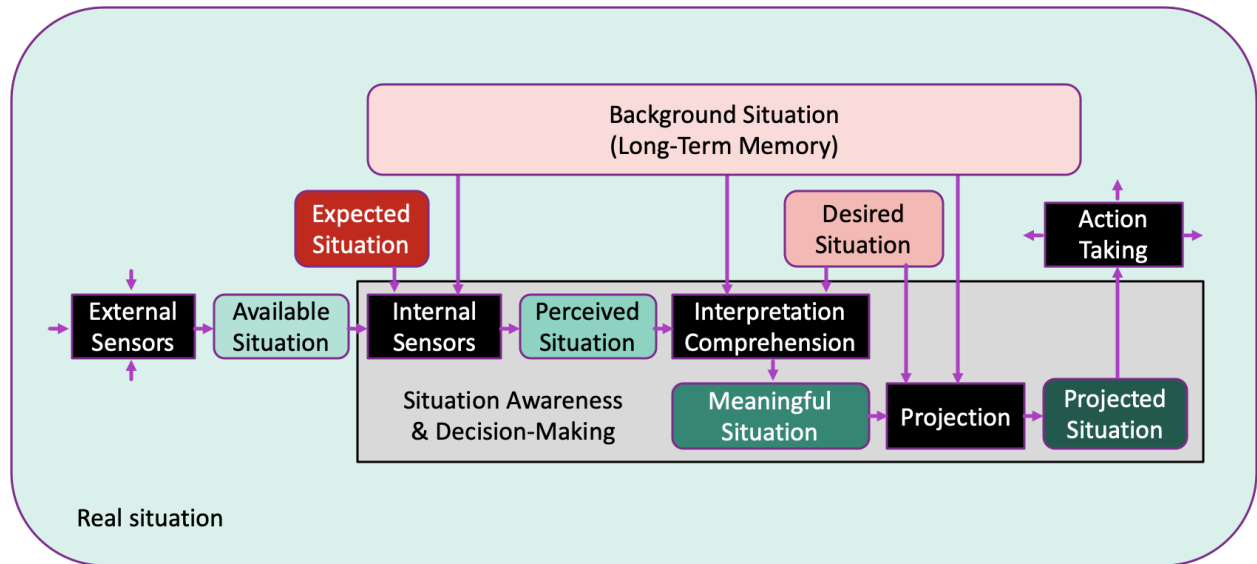 Background Situation
(Long-Term Memory)
Expected
Situation
Desired
Situation
Action
Taking
External
Sensors
Available
Situation
Internal
Sensors
Perceived
Situation
Interpretation
Comprehension
Situation Awareness
& Decision-Making
Meaningful
Situation
Projection
Projected
Situation
Real situation